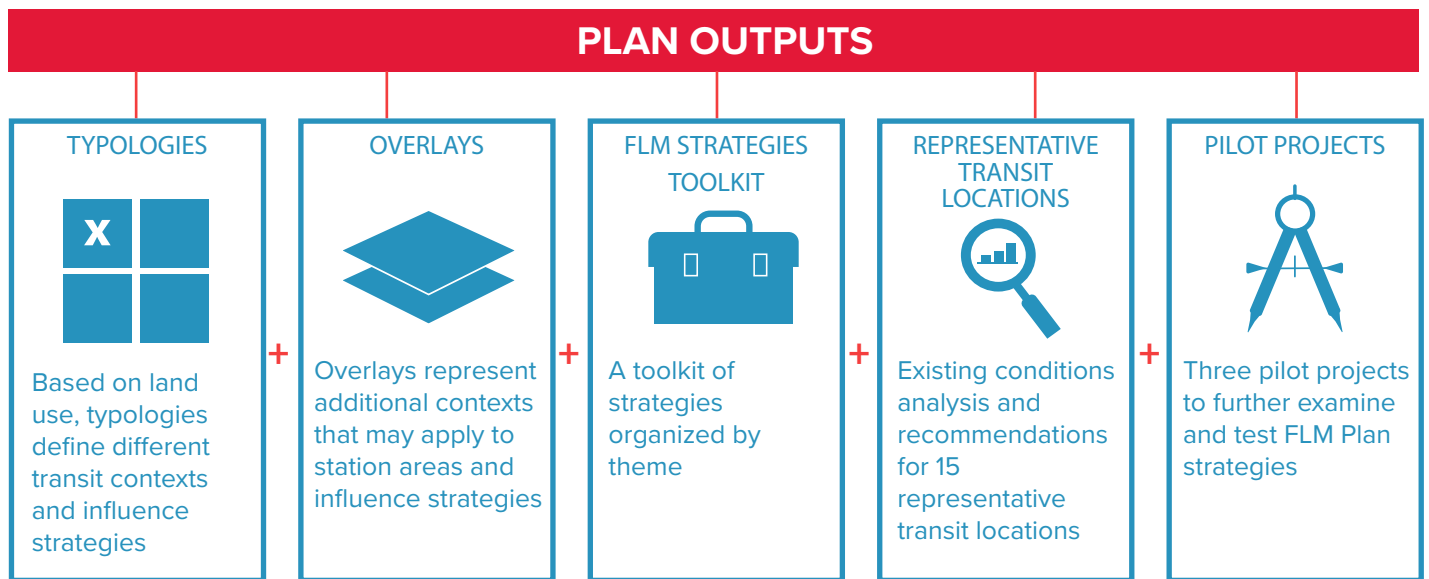 PLAN OUTPUTS
TYPOLOGIES
X
Based on land
use, typologies
define different
transit contexts
and influence
strategies
+
OVERLAYS
Overlays represent
additional contexts
that may apply to
station areas and
influence strategies
+
FLM STRATEGIES
TOOLKIT
A toolkit of
strategies
organized by
theme
+
REPRESENTATIVE
TRANSIT
LOCATIONS
Existing conditions
analysis and
recommendations
for 15
representative
transit locations
+
PILOT PROJECTS
Three pilot projects
to further examine
and test FLM Plan
strategies